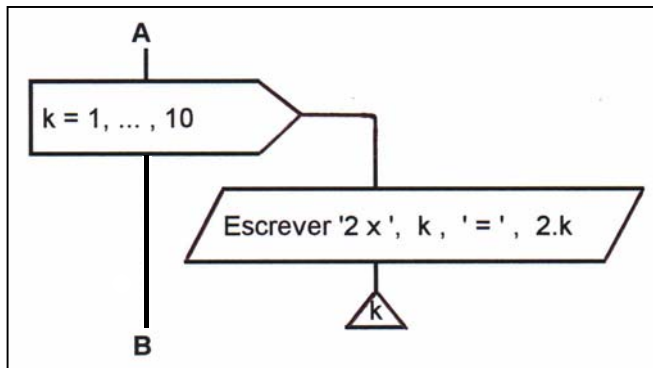 A
k = 1, ... , 10
Escrever '2 x ', k , ' = ' , 2.k
k
B